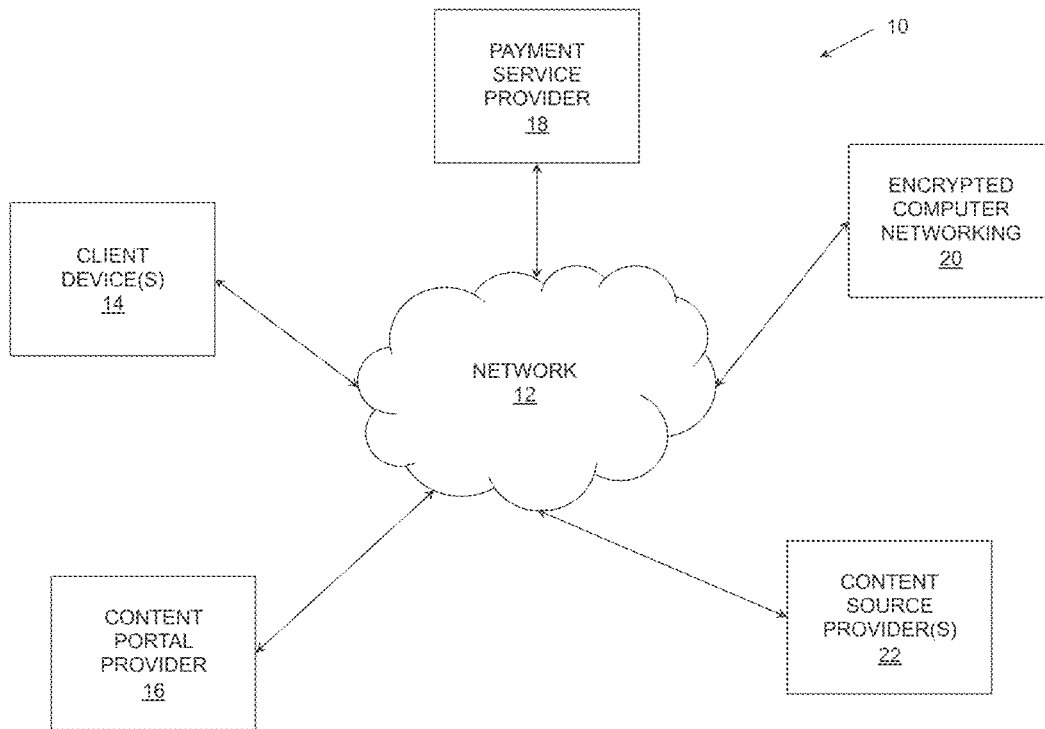 10
PAYMENT
SERVICE
PROVIDER
18
ENCRYPTED
COMPUTER
NETWORKING
20
CLIENT
DEVICE(S)
14
NETWORK
12
CONTENT
PORTAL
PROVIDER
16
CONTENT
SOURCE
PROVIDER(S)
22